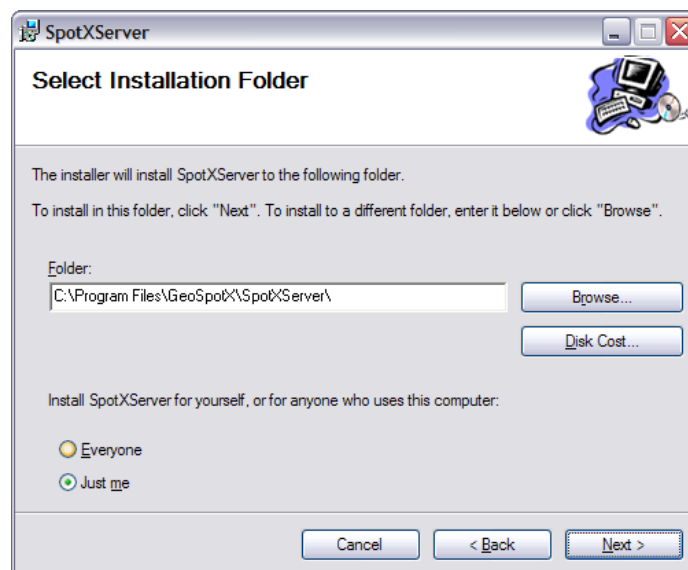 SpotXServer
Select Installation Folder
The installer will install SpotXServer to the following folder.
To install in this folder, click "Next". To install to a different folder, enter it below or click "Browse".
Folder:
C:\Program Files\GeoSpotX\SpotXServer\
Browse...
Disk Cost...
Install SpotXServer for yourself, or for anyone who uses this computer:
Everyone
Just me
Cancel
< Back
Next >